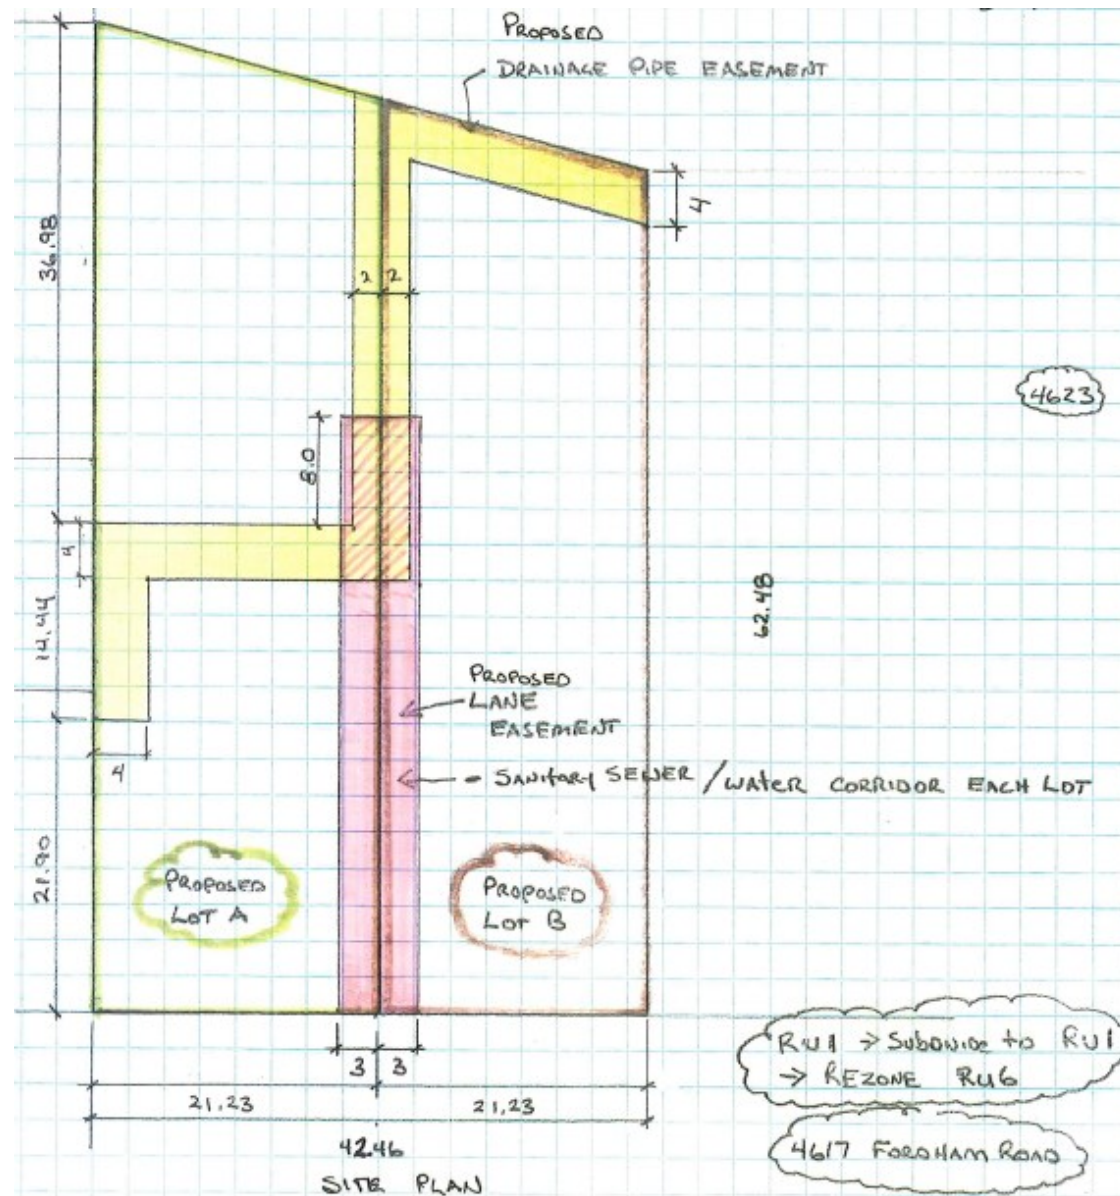 PROPOSED
DRAINAGE PIPE EASEMENT
4
36.98
2 2
4623
8.0
4
62.48
14.44
PROPOSED
LANE
EASEMENT
4
- SANITARY SEWER / WATER CORRIDOR EACH LOT
21.90
PROPOSED
LOT A
PROPOSED
LOT B
3 3
21.23
21.23
42.46
SITE PLAN
RU1 → SUBDIVIDE to RU1
→ REZONE RU6
4617 FORDHAM ROAD